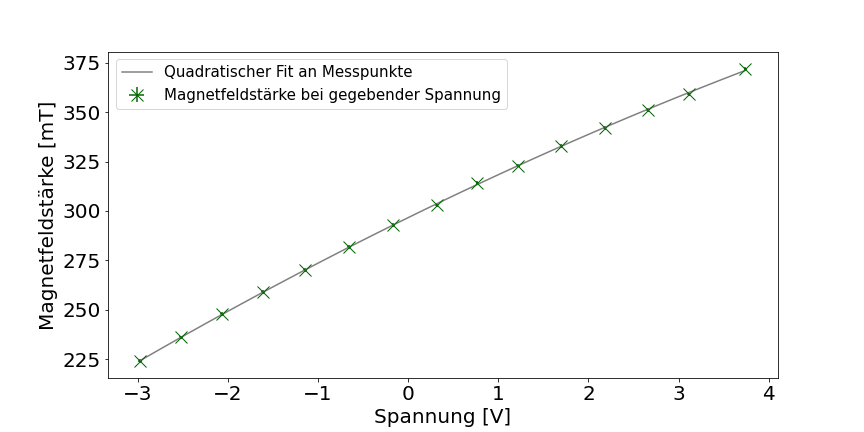 Quadratischer Fit an Messpunkte
Magnetfeldstärke bei gegebender Spannung
Magnetfeldstärke [mT]
375
350
325
300
275
250
225
−3 −2 −1 0 1 2 3 4
Spannung [V]